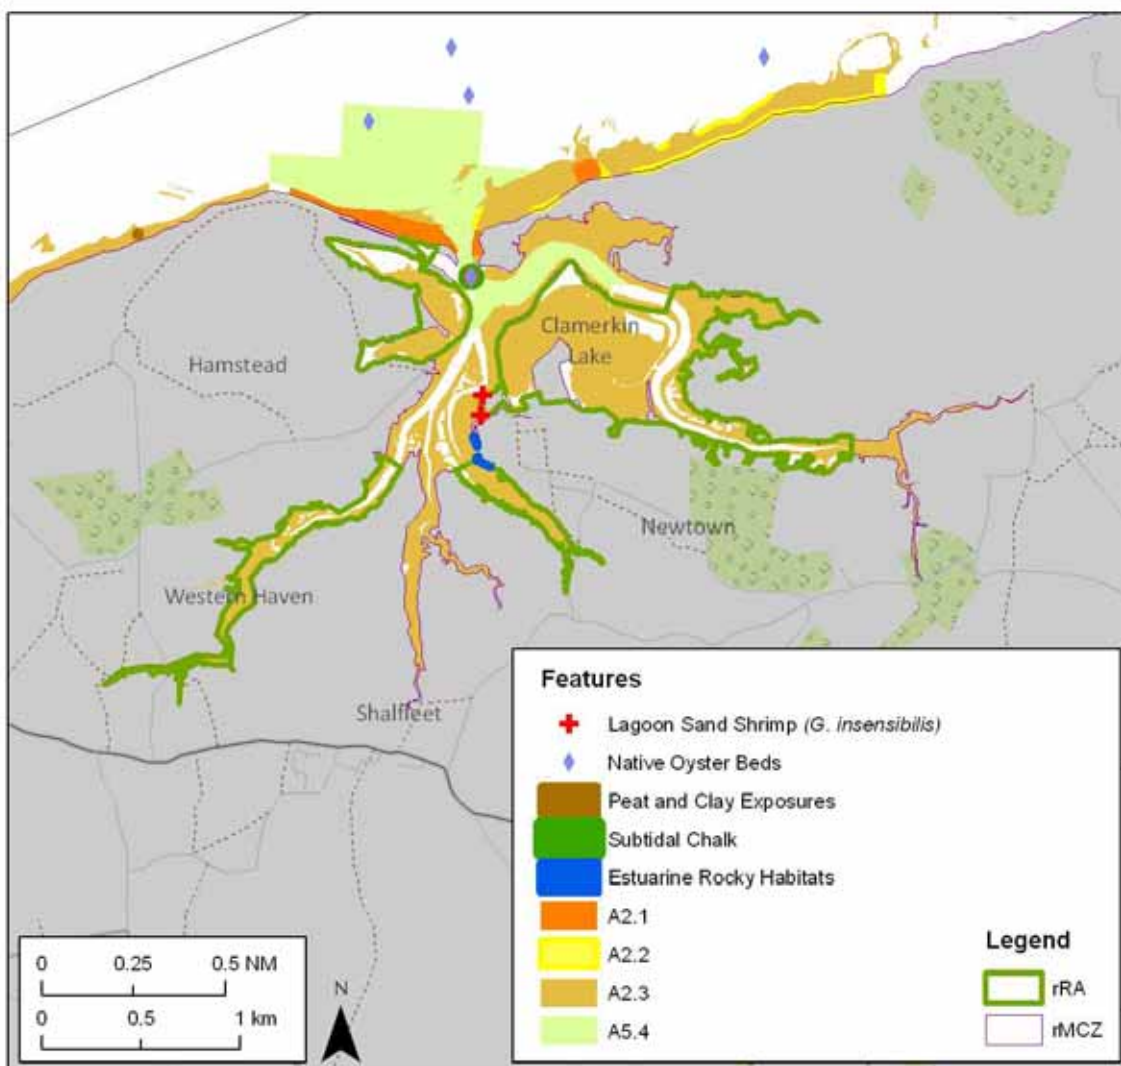 Hamstead
Clamerkin
Lake
Newtown
Western Haven
Shalfleet
Features
Lagoon Sand Shrimp (G. insensibilis)
Native Oyster Beds
Peat and Clay Exposures
Subtidal Chalk
Estuarine Rocky Habitats
A2.1
A2.2
A2.3
A5.4
Legend
rRA
rMCZ
0 0.25 0.5 NM
0 0.5 1 km
N